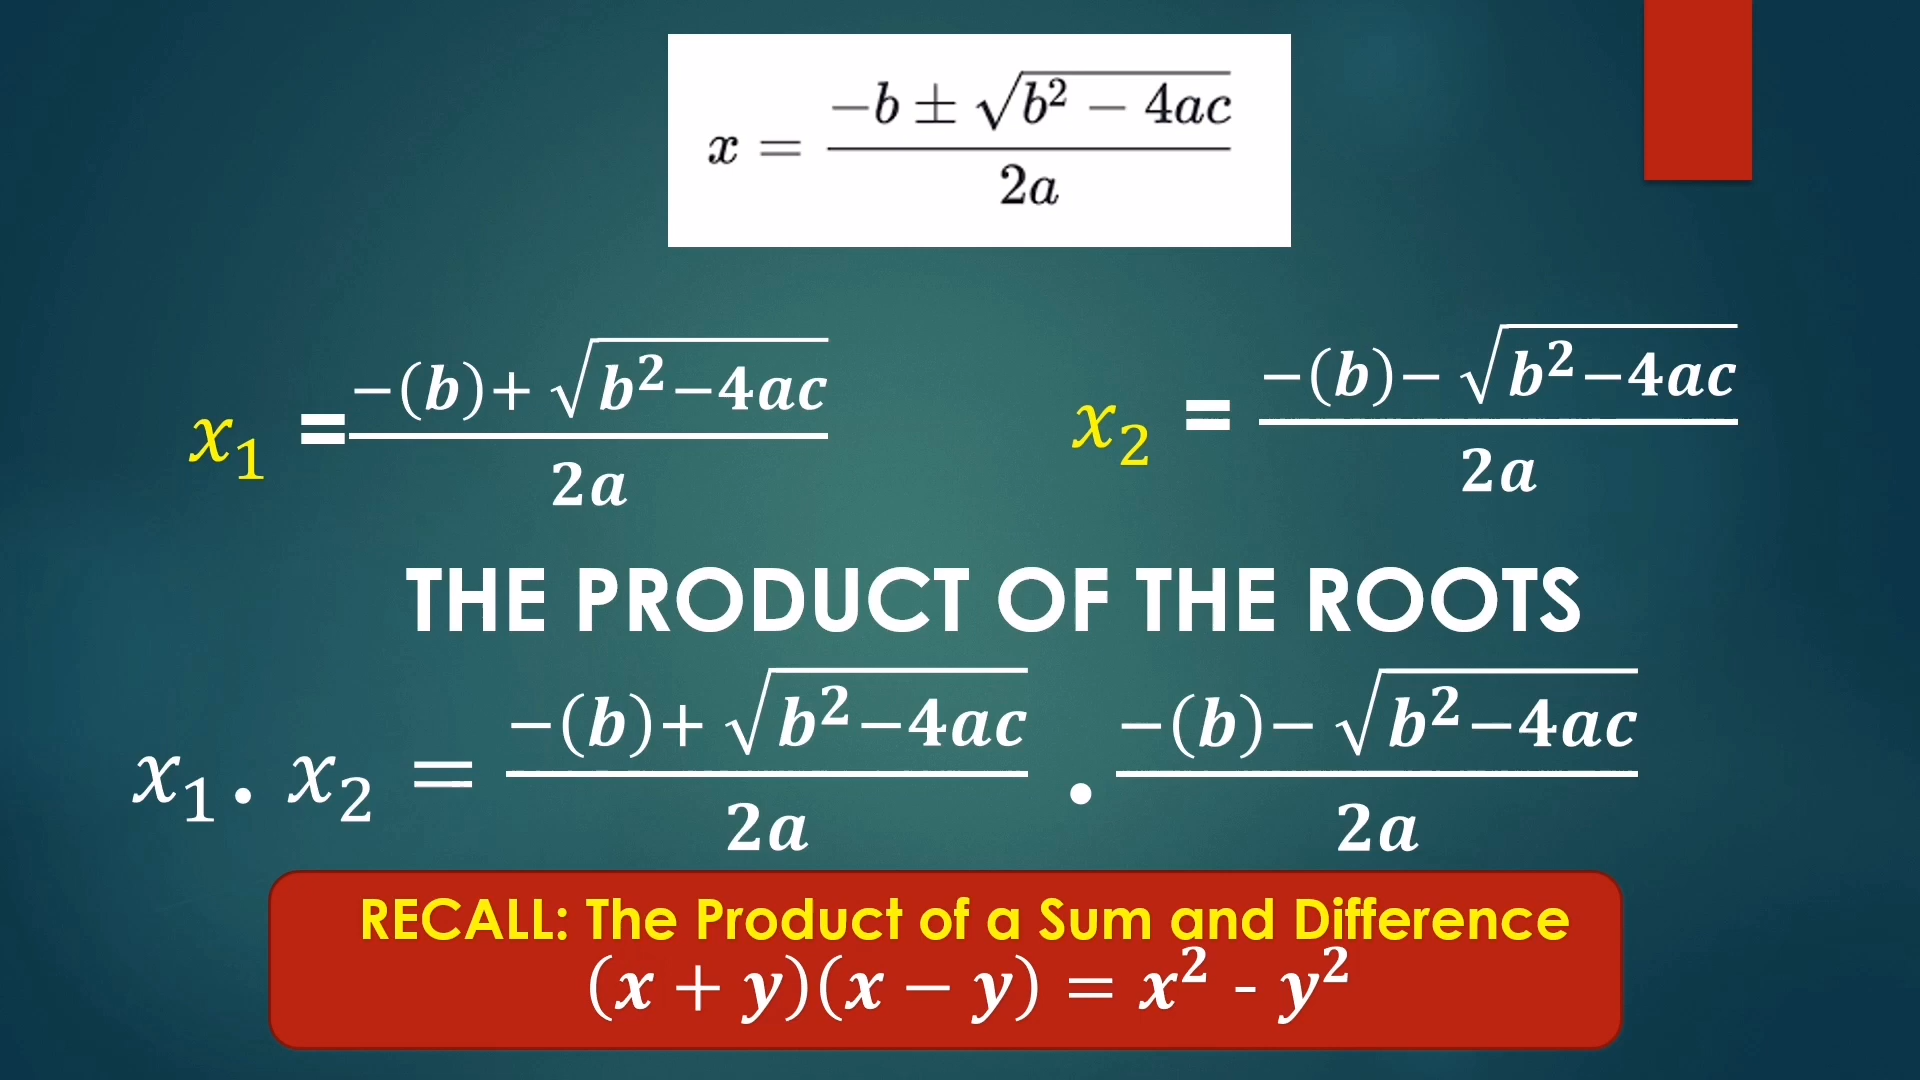 x = (-b ± √(b² − 4ac)) / 2a
x₁ = (−(b)+ √(b²−4ac)) / 2a
x₂ = (−(b)− √(b²−4ac)) / 2a
THE PRODUCT OF THE ROOTS
x₁ . x₂ = (−(b)+ √(b²−4ac)) / 2a . (−(b)− √(b²−4ac)) / 2a
RECALL: The Product of a Sum and Difference
(x + y)(x − y) = x² - y²